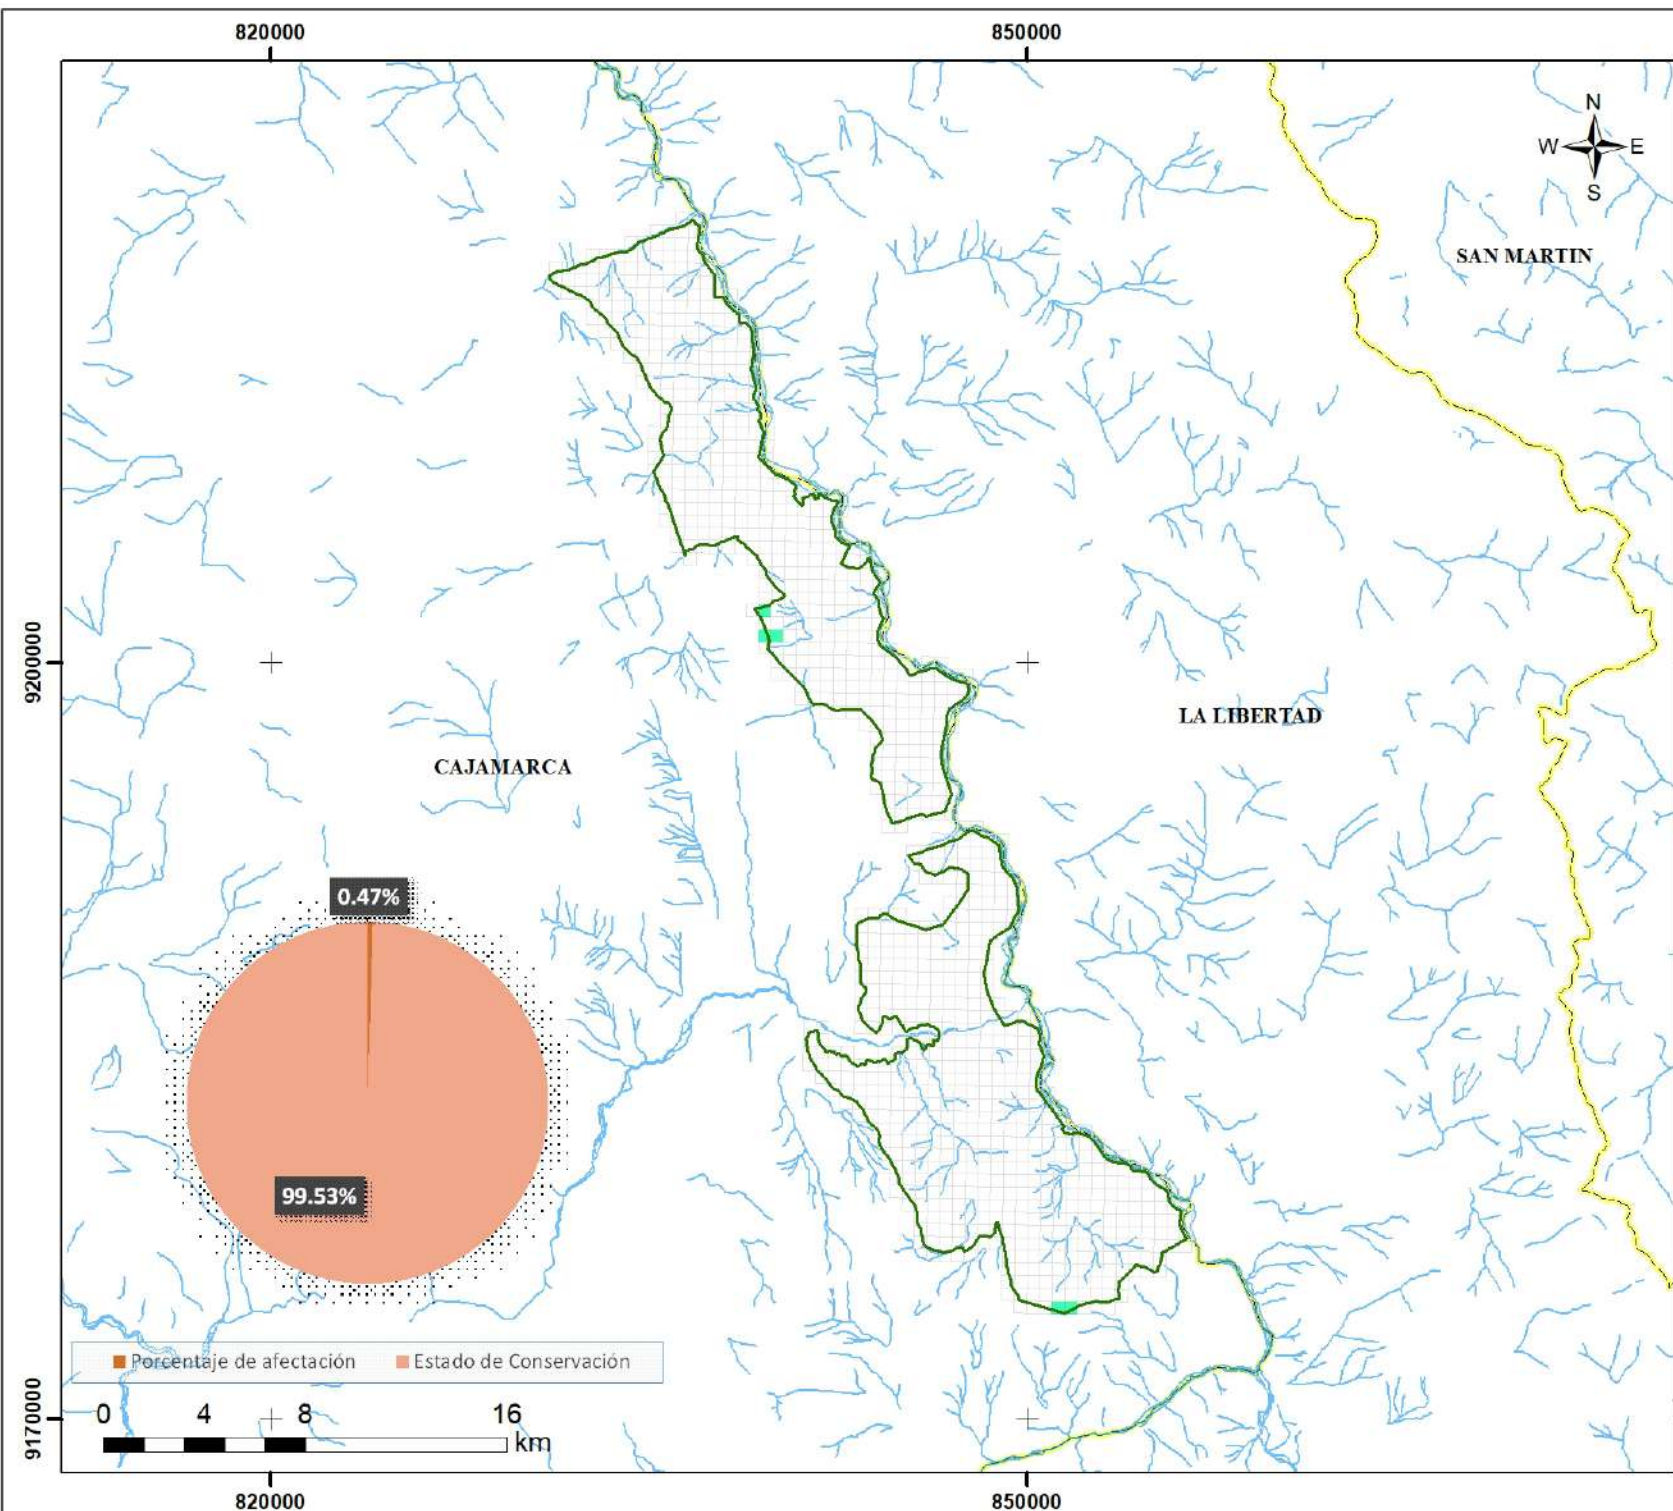 820000
850000
N
W
E
S
SAN MARTIN
9200000
LA LIBERTAD
CAJAMARCA
0.47%
99.53%
Porcentaje de afectación
Estado de Conservación
9170000
0
4
8
16
km
820000
850000